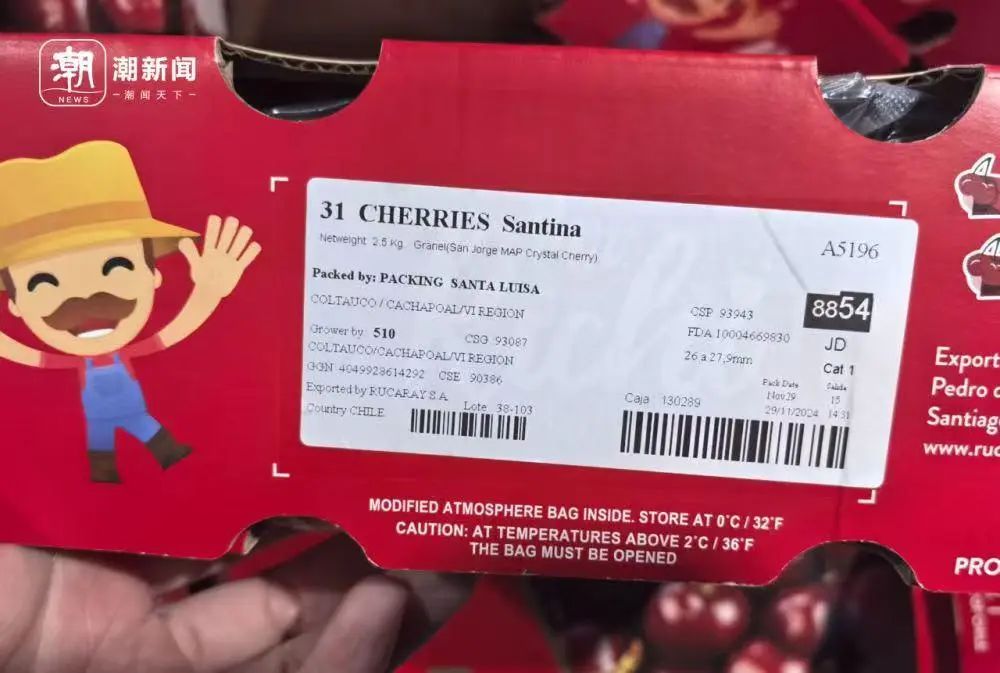 潮
NEWS
潮新闻
潮闻天下
31 CHERRIES Santina
A5196
Netweight 2.5 Kg. Granel(San Jorge MAP Crystal Cherry)
Packed by: PACKING SANTA LUISA
COLTAUCO / CACHAPOAL/VI REGION
CSP 93943
8854
Grower by 510
CSG 93087
FDA 10004669830
JD
COLTAUCO/CACHAPOAL/VI REGION
26 a 27,9mm
Cat 1
GGN 4049928614292 CSE 90386
Pack Date
Salida
Exported by RUCARAY S.A
Nov29
15
Country CHILE
Lote 38-103
Caja 130289
29/11/2024 14:31
Export
Pedro d
Santiag
www.ruc
MODIFIED ATMOSPHERE BAG INSIDE. STORE AT 0°C / 32°F
CAUTION: AT TEMPERATURES ABOVE 2°C / 36°F
THE BAG MUST BE OPENED
PRO